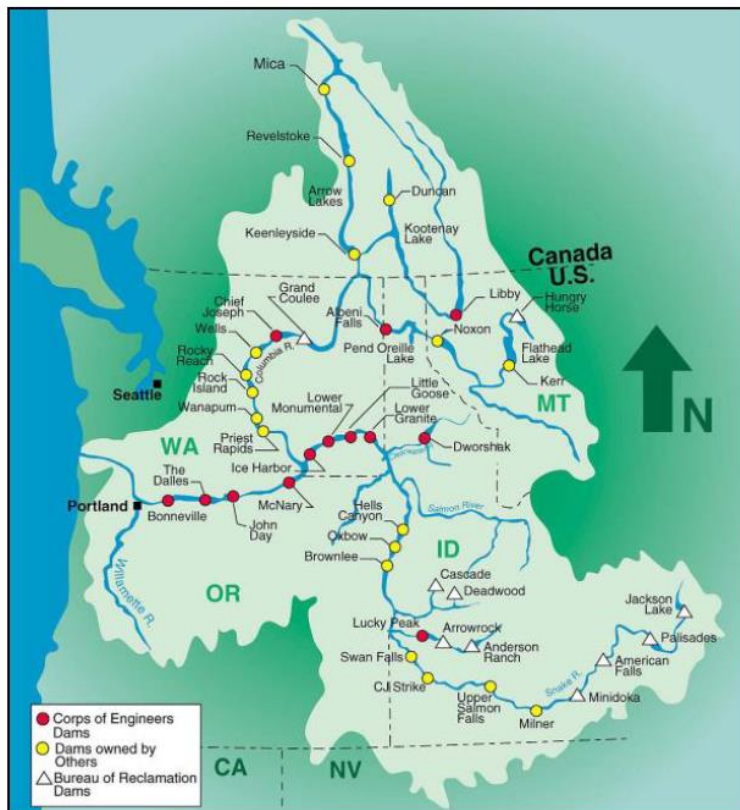 Mica
Revelstoke
Arrow
Lakes
Duncan
Kootenay
Lake
Keenleyside
Canada
U.S.
Grand
Coulee
Chief
Joseph
Albeni
Falls
Libby
Hungry
Horse
Wells
Noxon
Columbia R.
Pend Oreille
Lake
Flathead
Lake
Rocky
Reach
Seattle
Rock
Island
Kerr
Little
Goose
Lower
Monumental
Lower
Granite
MT
N
Wanapum
WA
Priest
Rapids
Dworshak
Clearwater R.
Ice Harbor
The
Dalles
Portland
Bonneville
McNary
John
Day
Hells
Canyon
Salmon River
Oxbow
ID
Brownlee
Willamette R.
OR
Cascade
Deadwood
Jackson
Lake
Lucky Peak
Arrowrock
Anderson
Ranch
Palisades
Swan Falls
American
Falls
Snake R.
CJ Strike
Upper
Salmon
Falls
Minidoka
Milner
Corps of Engineers
Dams
Dams owned by
Others
Bureau of Reclamation
Dams
CA
NV